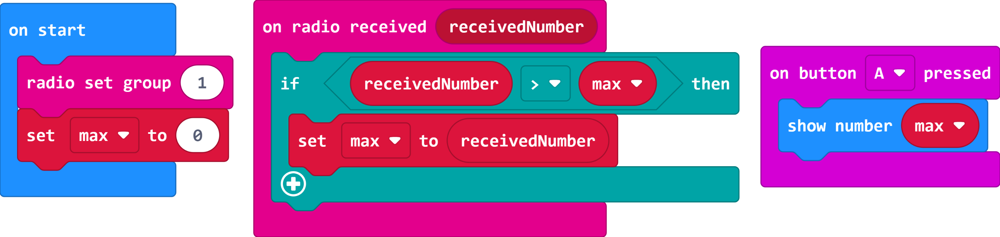 on start
radio set group 1
set max to 0
on radio received receivedNumber
if receivedNumber > max then
set max to receivedNumber
on button A pressed
show number max